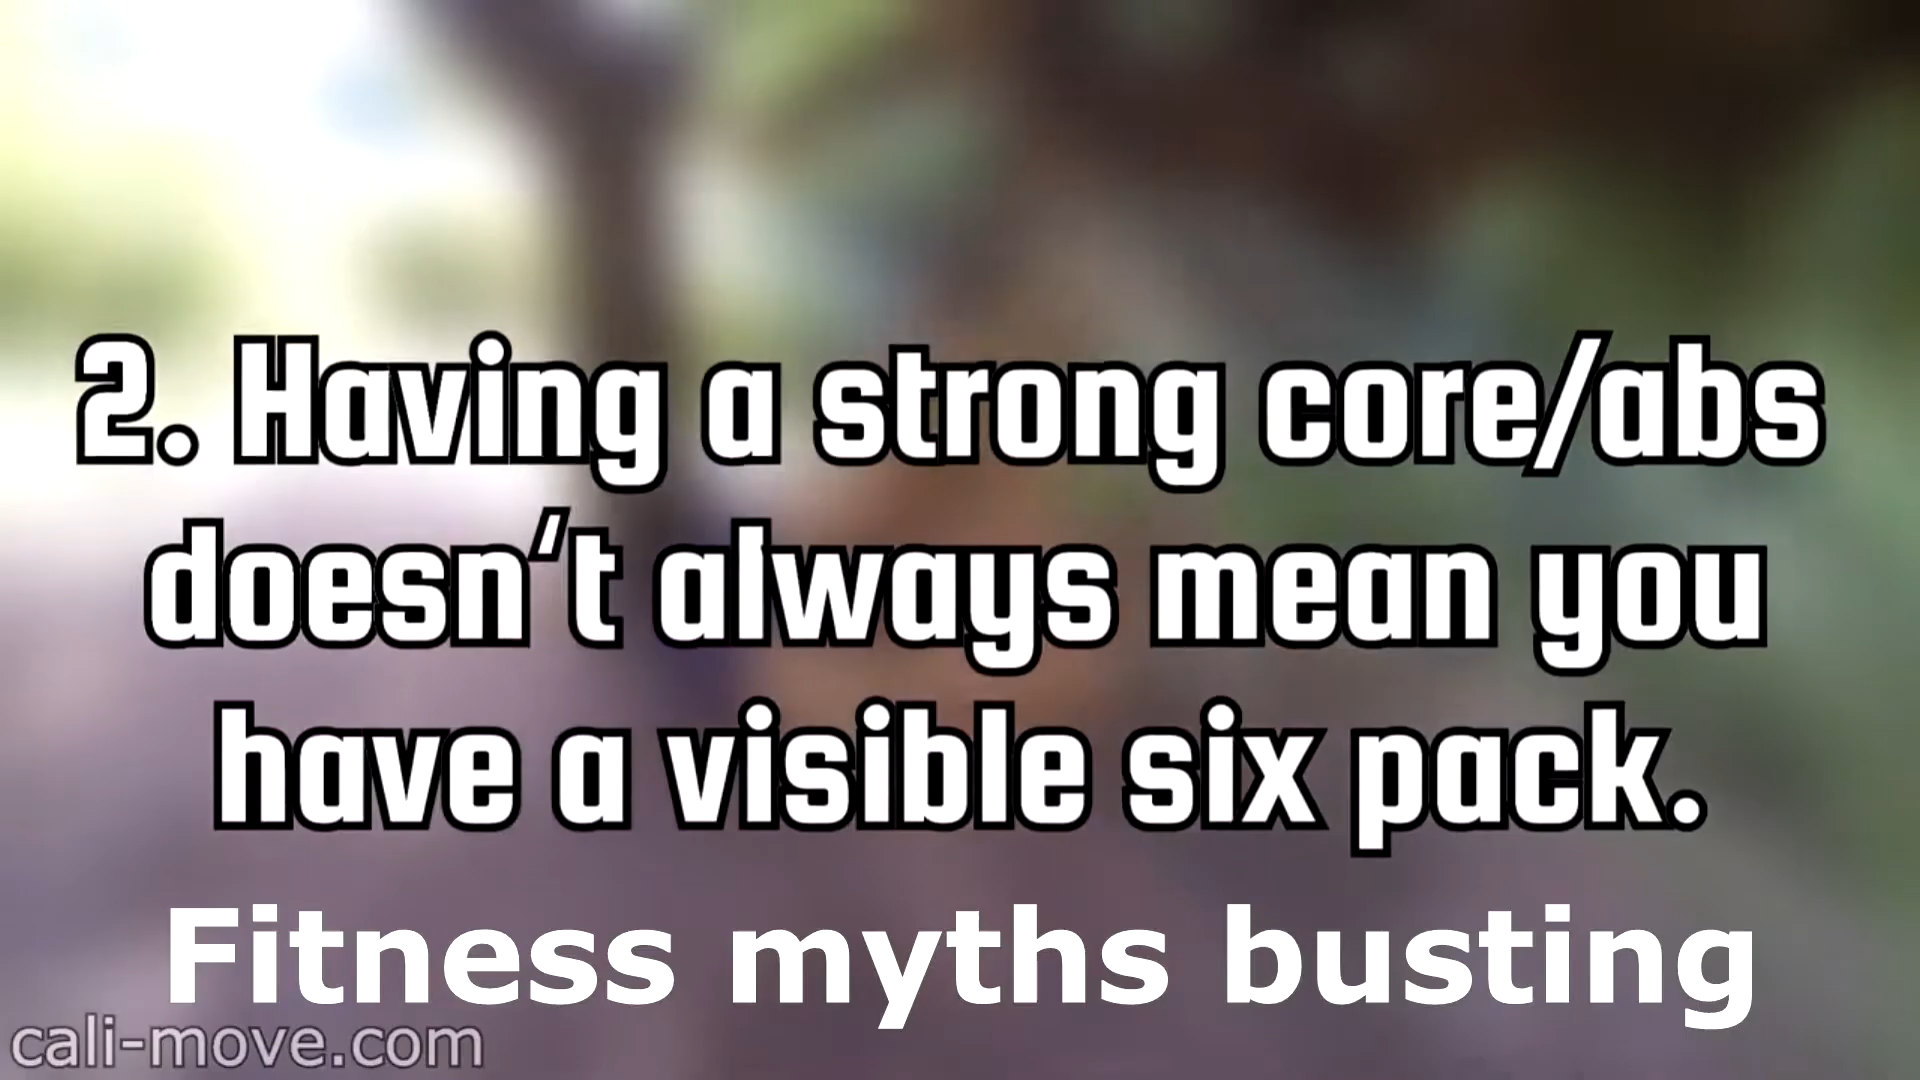 2. Having a strong core/abs
doesn't always mean you
have a visible six pack.
Fitness myths busting
cali-move.com